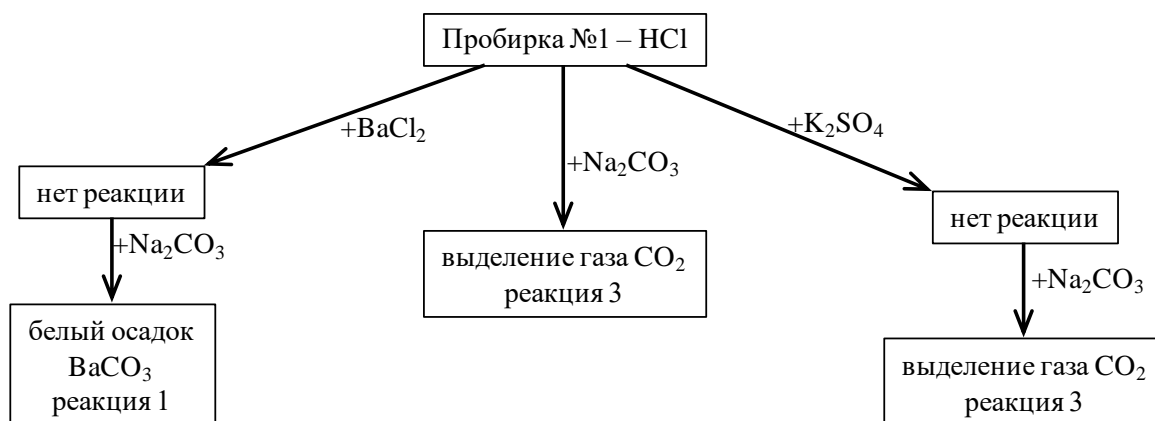 Пробирка №1 – HCl
+BaCl₂
+Na₂CO₃
+K₂SO₄
нет реакции
нет реакции
+Na₂CO₃
выделение газа CO₂
реакция 3
+Na₂CO₃
белый осадок
BaCO₃
реакция 1
выделение газа CO₂
реакция 3